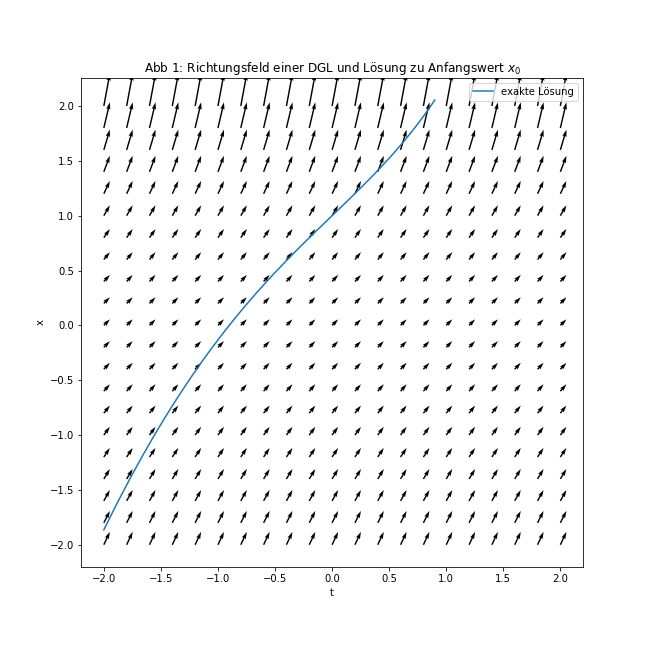 Abb 1: Richtungsfeld einer DGL und Lösung zu Anfangswert x₀
exakte Lösung
2.0
1.5
1.0
0.5
0.0
−0.5
−1.0
−1.5
−2.0
x
−2.0 −1.5 −1.0 −0.5 0.0 0.5 1.0 1.5 2.0
t